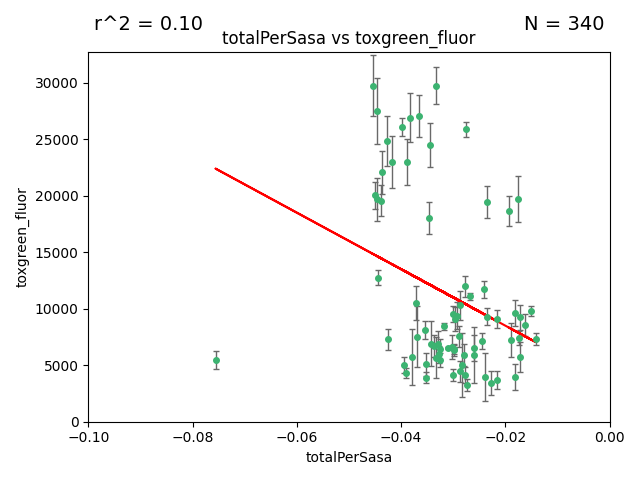 r^2 = 0.10
N = 340
totalPerSasa vs toxgreen_fluor
toxgreen_fluor
30000
25000
20000
15000
10000
5000
0
−0.10
−0.08
−0.06
−0.04
−0.02
0.00
totalPerSasa